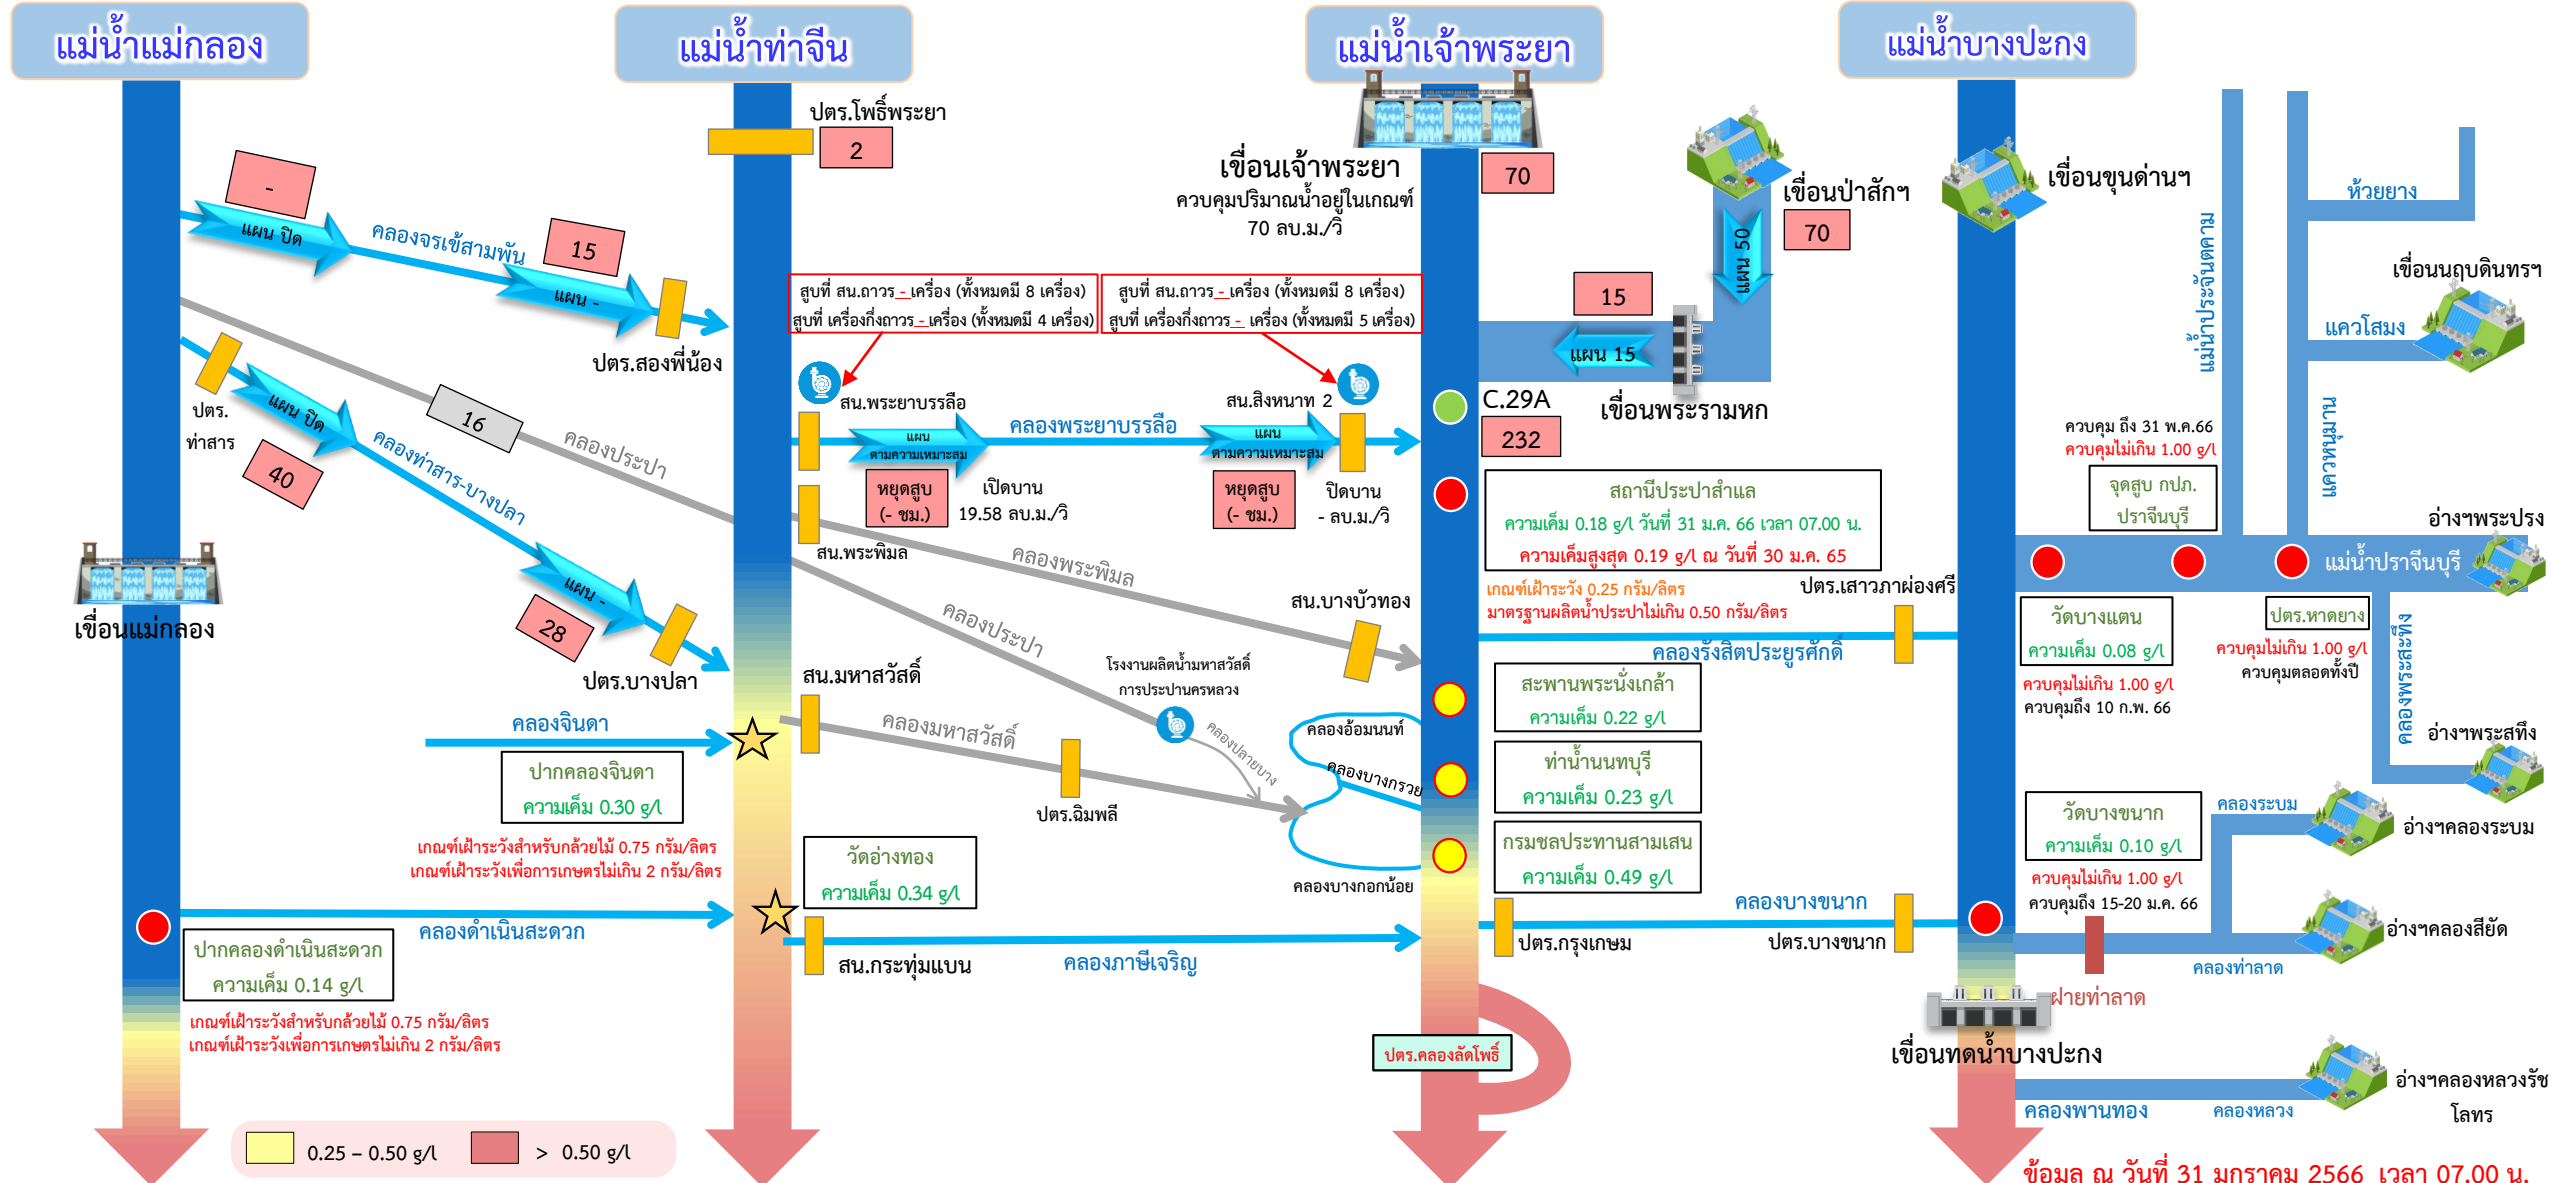 แม่น้ำแม่กลอง
แม่น้ำท่าจีน
แม่น้ำเจ้าพระยา
แม่น้ำบางปะกง
-
แผน ปิด
คลองจรเข้สามพัน
15
แผน -
ปตร.สองพี่น้อง
ปตร.
ท่าสาร
แผน ปิด
40
คลองท่าสาร-บางปลา
16
คลองประปา
แผน -
28
ปตร.บางปลา
เขื่อนแม่กลอง
คลองจินดา
ปากคลองจินดา
ความเค็ม 0.30 g/l
เกณฑ์เฝ้าระวังสำหรับกล้วยไม้ 0.75 กรัม/ลิตร
เกณฑ์เฝ้าระวังเพื่อการเกษตรไม่เกิน 2 กรัม/ลิตร
คลองดำเนินสะดวก
ปากคลองดำเนินสะดวก
ความเค็ม 0.14 g/l
เกณฑ์เฝ้าระวังสำหรับกล้วยไม้ 0.75 กรัม/ลิตร
เกณฑ์เฝ้าระวังเพื่อการเกษตรไม่เกิน 2 กรัม/ลิตร
0.25 – 0.50 g/l
> 0.50 g/l
ปตร.โพธิ์พระยา
2
สูบที่ สน.ถาวร - เครื่อง (ทั้งหมดมี 8 เครื่อง)
สูบที่ เครื่องกึ่งถาวร - เครื่อง (ทั้งหมดมี 4 เครื่อง)
สูบที่ สน.ถาวร - เครื่อง (ทั้งหมดมี 8 เครื่อง)
สูบที่ เครื่องกึ่งถาวร - เครื่อง (ทั้งหมดมี 5 เครื่อง)
สน.พระยาบรรลือ
แผน
ตามความเหมาะสม
หยุดสูบ
(- ชม.)
เปิดบาน
19.58 ลบ.ม./วิ
คลองพระยาบรรลือ
สน.สิงหนาท 2
แผน
ตามความเหมาะสม
หยุดสูบ
(- ชม.)
ปิดบาน
- ลบ.ม./วิ
สน.พระพิมล
คลองพระพิมล
สน.บางบัวทอง
คลองประปา
โรงงานผลิตน้ำมหาสวัสดิ์
การประปานครหลวง
คลองปลายบาง
สน.มหาสวัสดิ์
คลองมหาสวัสดิ์
ปตร.ฉิมพลี
คลองอ้อมนนท์
คลองบางกรวย
คลองบางกอกน้อย
วัดอ่างทอง
ความเค็ม 0.34 g/l
สน.กระทุ่มแบน
คลองภาษีเจริญ
เขื่อนเจ้าพระยา
ควบคุมปริมาณน้ำอยู่ในเกณฑ์
70 ลบ.ม./วิ
70
เขื่อนป่าสักฯ
70
แผน 50
15
แผน 15
เขื่อนพระรามหก
C.29A
232
สถานีประปาสำแล
ความเค็ม 0.18 g/l วันที่ 31 ม.ค. 66 เวลา 07.00 น.
ความเค็มสูงสุด 0.19 g/l ณ วันที่ 30 ม.ค. 65
เกณฑ์เฝ้าระวัง 0.25 กรัม/ลิตร
มาตรฐานผลิตน้ำประปาไม่เกิน 0.50 กรัม/ลิตร
ปตร.เสาวภาผ่องศรี
คลองรังสิตประยูรศักดิ์
สะพานพระนั่งเกล้า
ความเค็ม 0.22 g/l
ท่าน้ำนนทบุรี
ความเค็ม 0.23 g/l
กรมชลประทานสามเสน
ความเค็ม 0.49 g/l
คลองบางขนาก
ปตร.กรุงเกษม
ปตร.บางขนาก
ปตร.คลองลัดโพธิ์
เขื่อนขุนด่านฯ
แม่น้ำประจันตคาม
ห้วยยาง
เขื่อนนฤบดินทรฯ
แควโสมง
แควหนุมาน
ควบคุม ถึง 31 พ.ค.66
ควบคุมไม่เกิน 1.00 g/l
จุดสูบ กปภ.
ปราจีนบุรี
อ่างฯพระปรง
แม่น้ำปราจีนบุรี
วัดบางแตน
ความเค็ม 0.08 g/l
ควบคุมไม่เกิน 1.00 g/l
ควบคุมถึง 10 ก.พ. 66
ปตร.หาดยาง
ควบคุมไม่เกิน 1.00 g/l
ควบคุมตลอดทั้งปี
คลองพระสะทึง
อ่างฯพระสทึง
วัดบางขนาก
ความเค็ม 0.10 g/l
ควบคุมไม่เกิน 1.00 g/l
ควบคุมถึง 15-20 ม.ค. 66
คลองระบม
อ่างฯคลองระบม
อ่างฯคลองสียัด
คลองท่าลาด
ฝายท่าลาด
เขื่อนทดน้ำบางปะกง
คลองพานทอง
คลองหลวง
อ่างฯคลองหลวงรัช
โลทร
ข้อมูล ณ วันที่ 31 มกราคม 2566 เวลา 07.00 น.